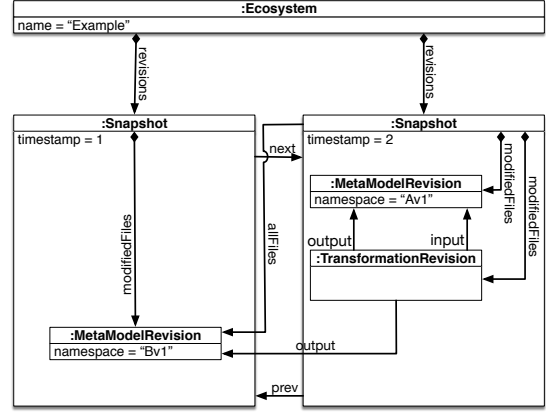 :Ecosystem
name = “Example”
revisions
revisions
:Snapshot
timestamp = 1
:Snapshot
timestamp = 2
next
modifiedFiles
modifiedFiles
:MetaModelRevision
namespace = “Av1”
output
input
allFiles
modifiedFiles
:TransformationRevision
:MetaModelRevision
namespace = “Bv1”
output
prev